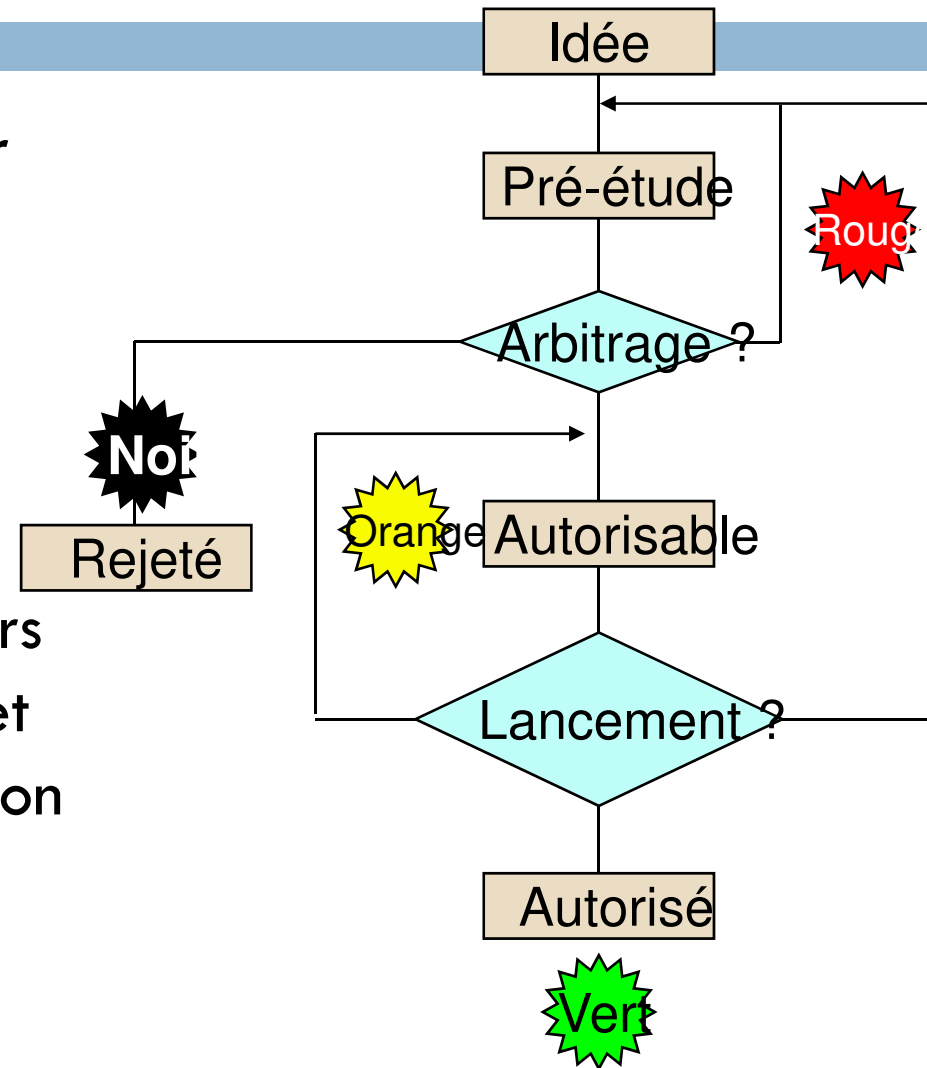 Idée
Pré-étude
Roug
Arbitrage ?
Noi
Orange
Autorisable
Rejeté
rs
et
Lancement ?
on
Autorisé
Vert